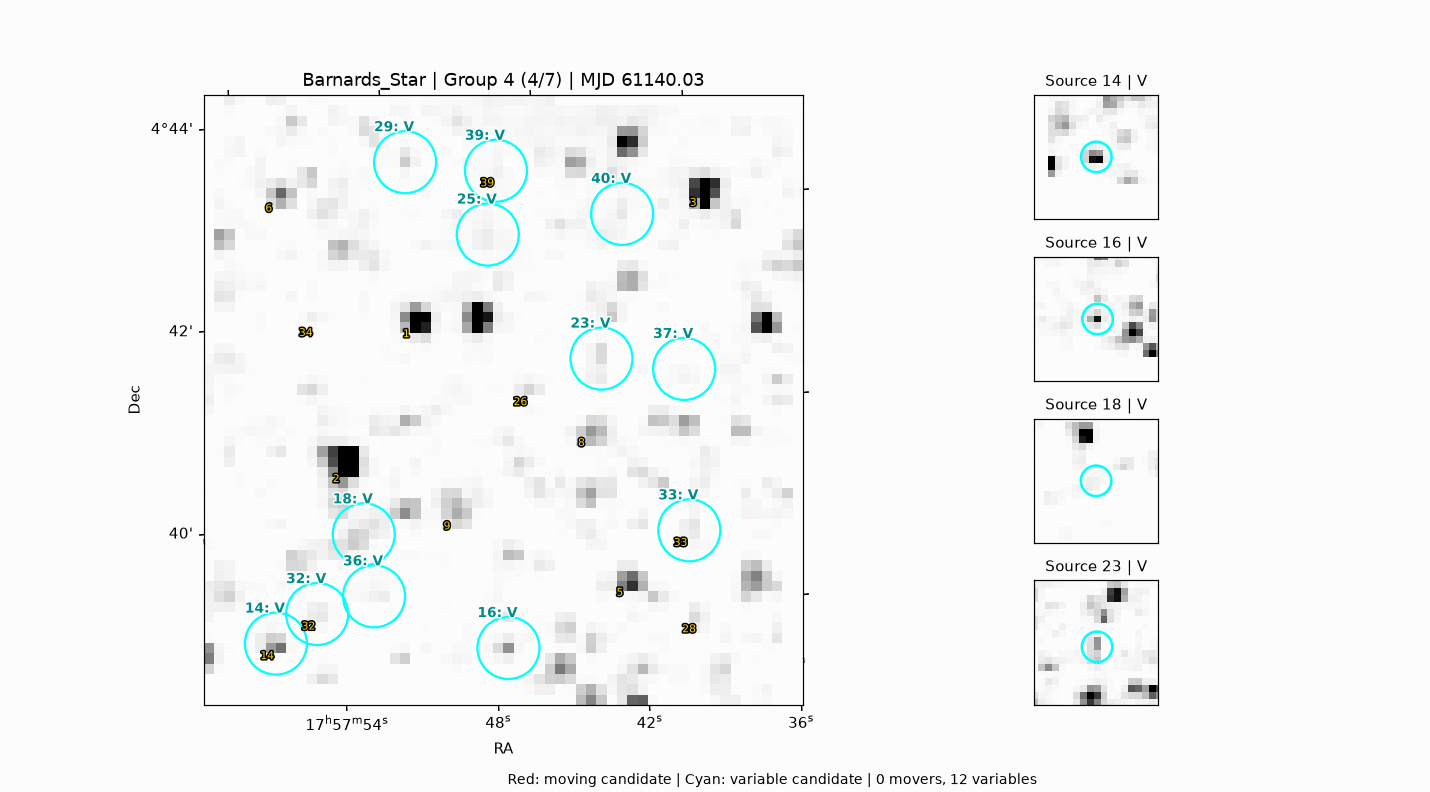 Barnards_Star | Group 4 (4/7) | MJD 61140.03
Source 14 | V
4°44'
29: V
39: V
39
40: V
25: V
6
3
Source 16 | V
42'
34
1
23: V
37: V
26
Dec
8
Source 18 | V
2
18: V
33: V
9
40'
33
36: V
Source 23 | V
32: V
5
14: V
16: V
32
28
14
17ʰ57ᵐ54ˢ
48ˢ
42ˢ
36ˢ
RA
Red: moving candidate | Cyan: variable candidate | 0 movers, 12 variables